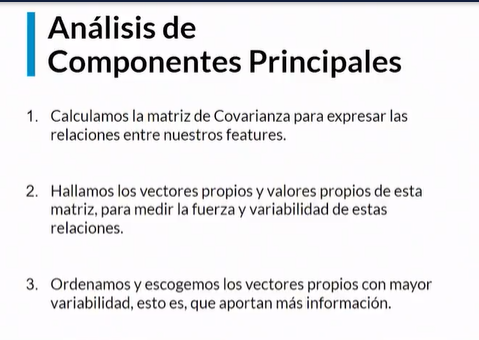 Análisis de
Componentes Principales
1. Calculamos la matriz de Covarianza para expresar las
relaciones entre nuestros features.
2. Hallamos los vectores propios y valores propios de esta
matriz, para medir la fuerza y variabilidad de estas
relaciones.
3. Ordenamos y escogemos los vectores propios con mayor
variabilidad, esto es, que aportan más información.